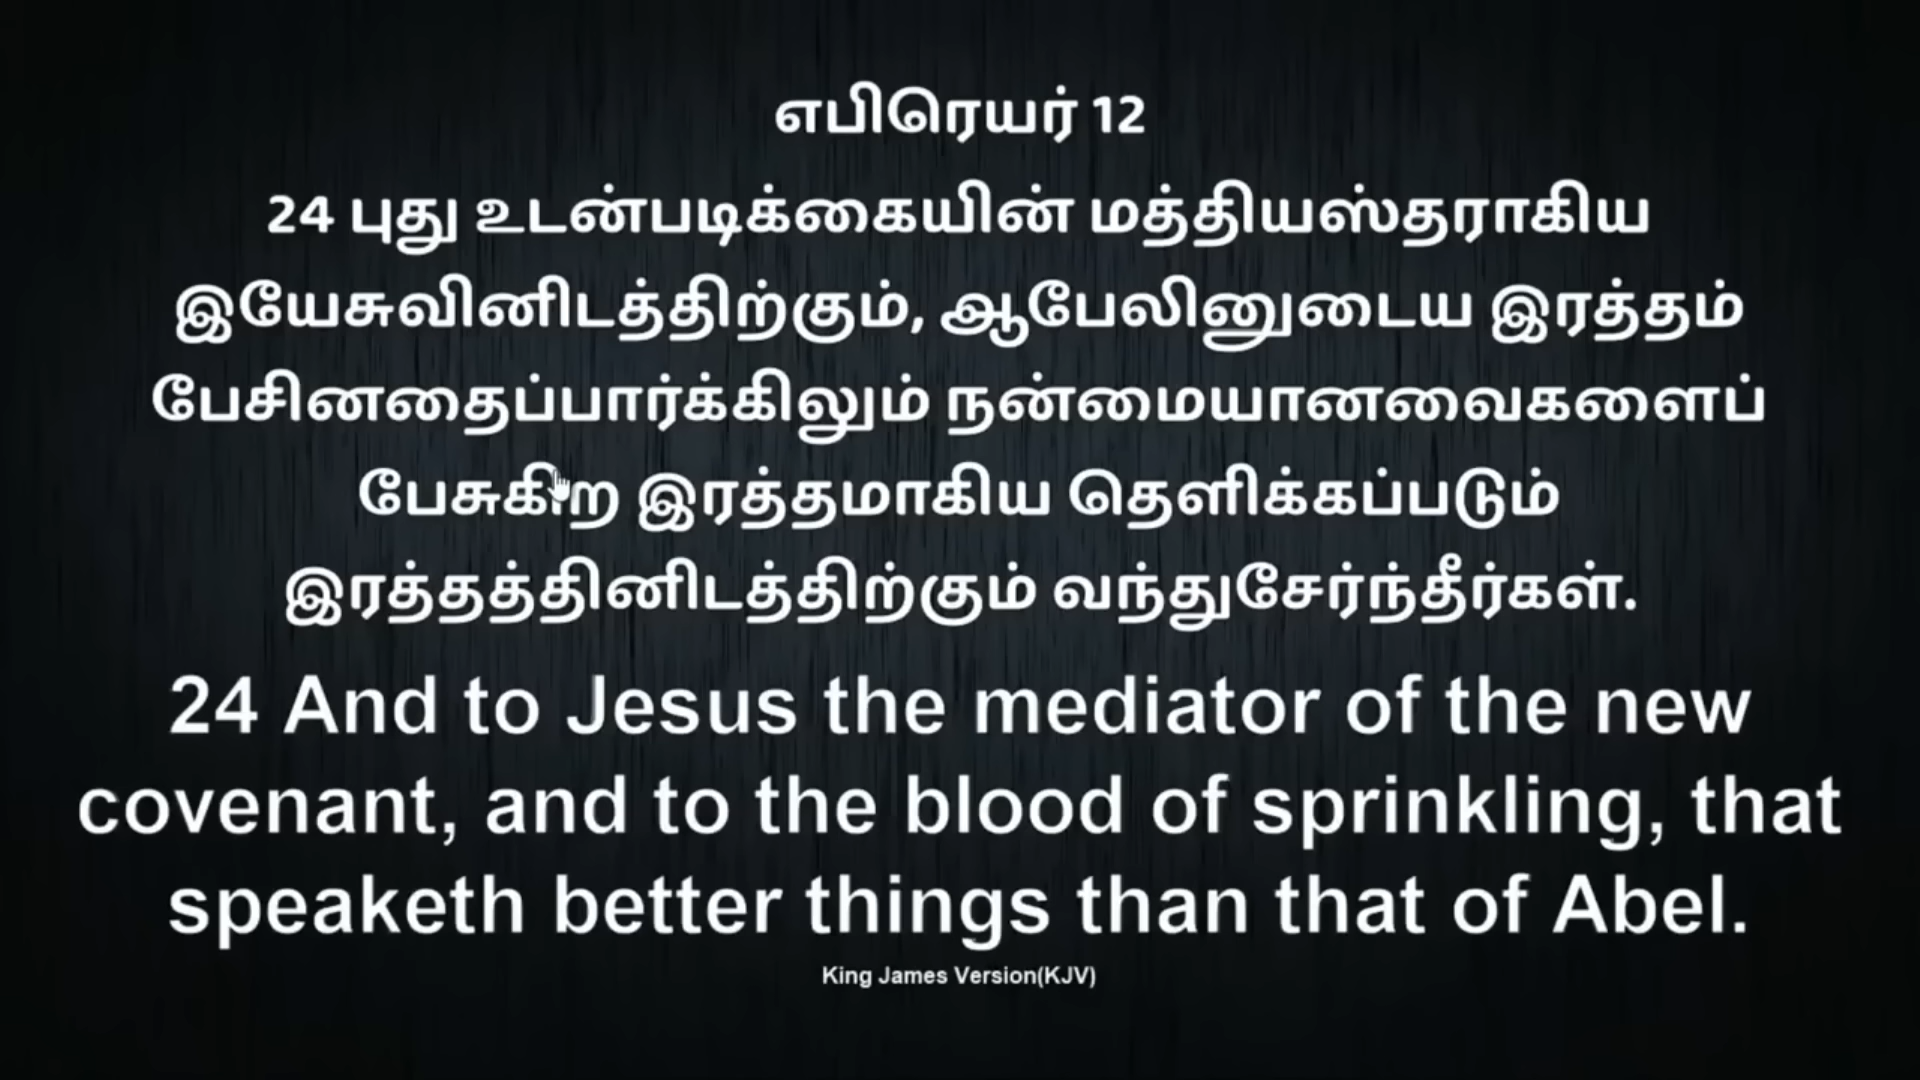 எபிரெயர் 12
24 புது உடன்படிக்கையின் மத்தியஸ்தராகிய
இயேசுவினிடத்திற்கும், ஆபேலினுடைய இரத்தம்
பேசினதைப்பார்க்கிலும் நன்மையானவைகளைப்
பேசுகிற இரத்தமாகிய தெளிக்கப்படும்
இரத்தத்தினிடத்திற்கும் வந்துசேர்ந்தீர்கள்.
24 And to Jesus the mediator of the new
covenant, and to the blood of sprinkling, that
speaketh better things than that of Abel.
King James Version(KJV)